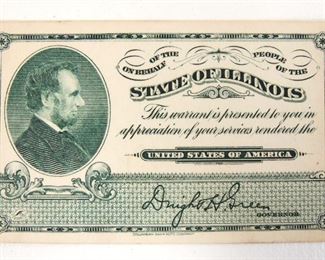 ON BEHALF OF THE PEOPLE OF THE
STATE OF ILLINOIS
This warrant is presented to you in
appreciation of your services rendered the
UNITED STATES OF AMERICA
Dwight H Green
GOVERNOR